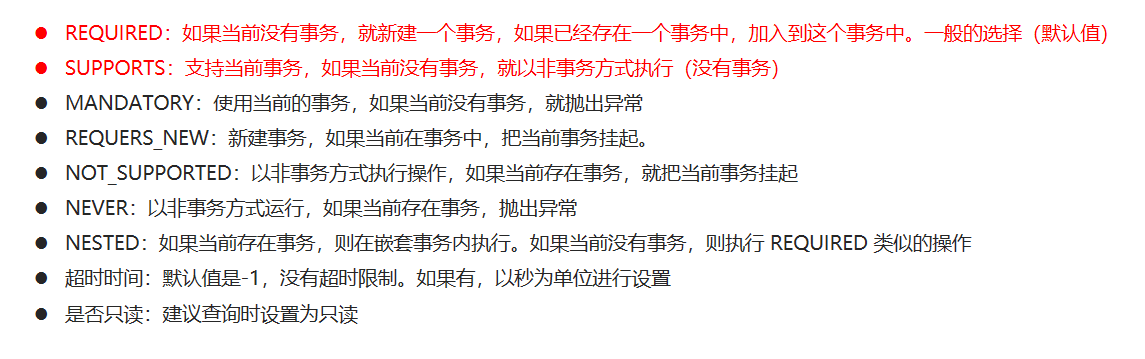 ● REQUIRED：如果当前没有事务，就新建一个事务，如果已经存在一个事务中，加入到这个事务中。一般的选择（默认值）
● SUPPORTS：支持当前事务，如果当前没有事务，就以非事务方式执行（没有事务）
● MANDATORY：使用当前的事务，如果当前没有事务，就抛出异常
● REQUERS_NEW：新建事务，如果当前在事务中，把当前事务挂起。
● NOT_SUPPORTED：以非事务方式执行操作，如果当前存在事务，就把当前事务挂起
● NEVER：以非事务方式运行，如果当前存在事务，抛出异常
● NESTED：如果当前存在事务，则在嵌套事务内执行。如果当前没有事务，则执行 REQUIRED 类似的操作
● 超时时间：默认值是-1，没有超时限制。如果有，以秒为单位进行设置
● 是否只读：建议查询时设置为只读